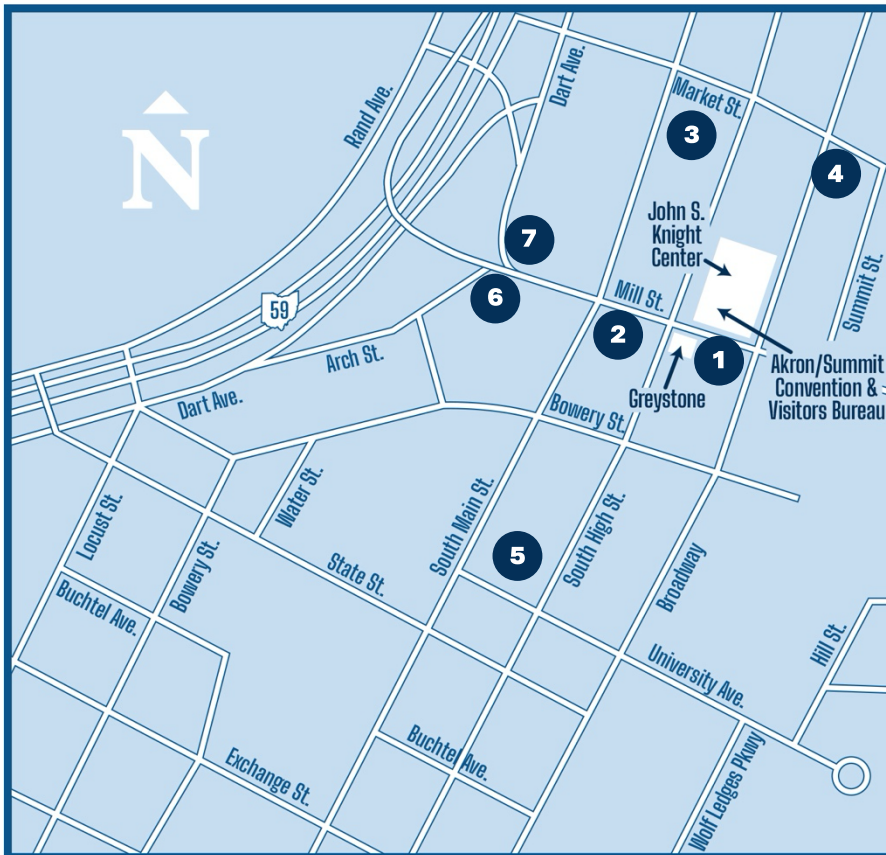 Rand Ave.
Dart Ave.
Market St.
3
4
N
John S.
Knight
Center
7
Summit St.
6
Mill St.
59
2
1
Arch St.
Akron/Summit
Convention &
Visitors Bureau
Greystone
Dart Ave.
Bowery St.
Water St.
South Main St.
South High St.
Locust St.
5
State St.
Bowery St.
Broadway
Buchtel Ave.
Hill St.
University Ave.
Buchtel Ave.
Exchange St.
Wolf Ledges Pkwy